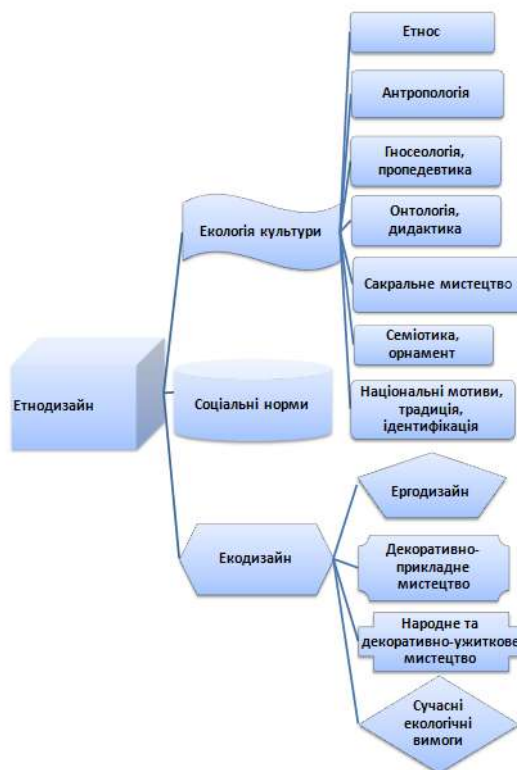 Етнос
Антропологія
Гносеологія,
пропедевтика
Онтологія,
дидактика
Екологія культури
Сакральне мистецтво
Семіотика,
орнамент
Національні мотиви,
традиція,
ідентифікація
Етнодизайн
Соціальні норми
Ергодизайн
Екодизайн
Декоративно-
прикладне
мистецтво
Народне та
декоративно-ужиткове
мистецтво
Сучасні
екологічні
вимоги